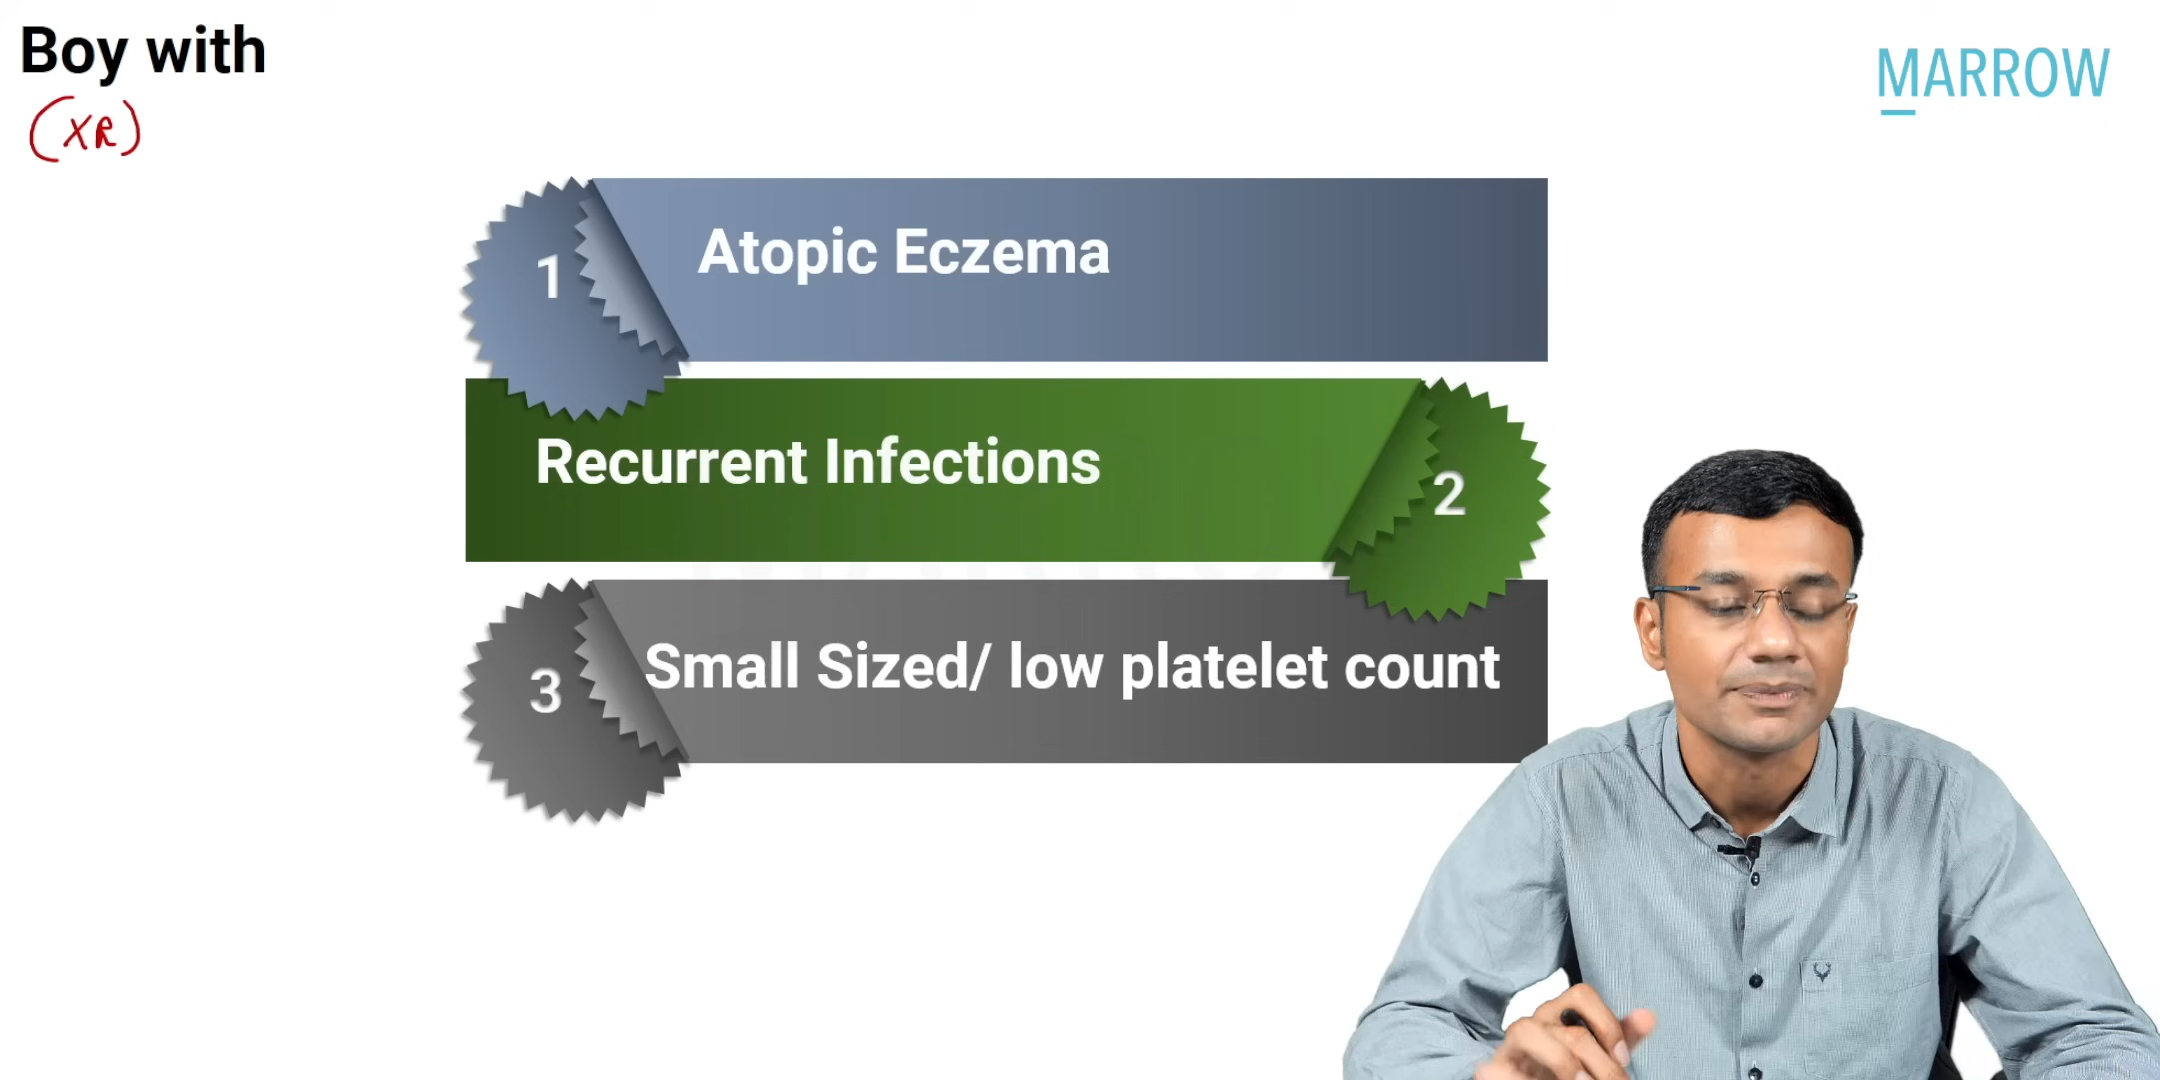 Boy with
(XR)
MARROW
1
Atopic Eczema
Recurrent Infections
2
3
Small Sized/ low platelet count